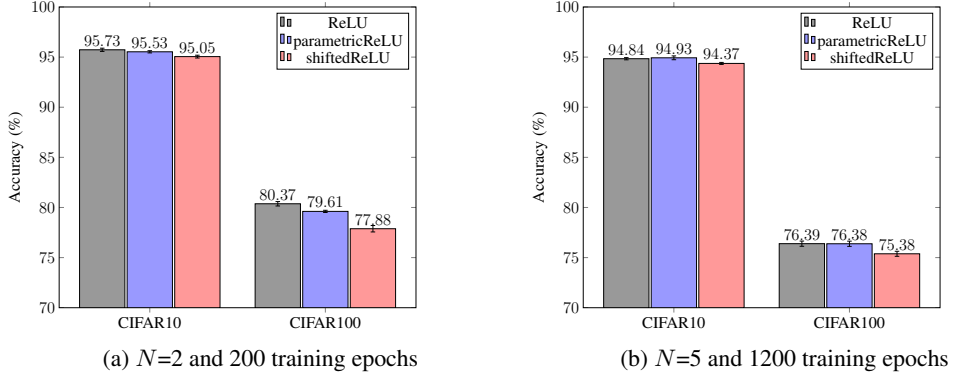 ReLU
parametricReLU
shiftedReLU
95.73
95.53
95.05
80.37
79.61
77.88
100
95
90
85
80
75
70
Accuracy (%)
CIFAR10
CIFAR100
(a) N=2 and 200 training epochs
ReLU
parametricReLU
shiftedReLU
94.84
94.93
94.37
76.39
76.38
75.38
100
95
90
85
80
75
70
Accuracy (%)
CIFAR10
CIFAR100
(b) N=5 and 1200 training epochs